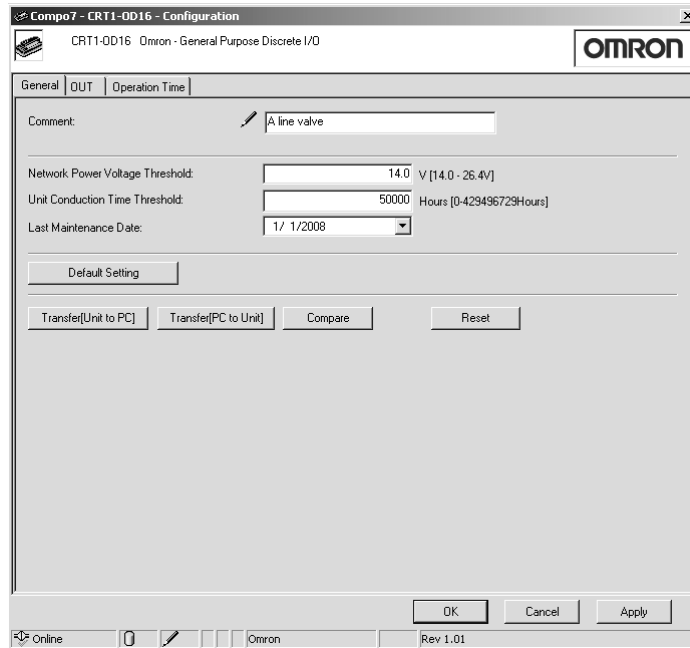 Compo7 - CRT1-OD16 - Configuration
CRT1-OD16 Omron - General Purpose Discrete I/O
OMRON
General OUT Operation Time
Comment: A line valve
Network Power Voltage Threshold: 14.0 V [14.0 - 26.4V]
Unit Conduction Time Threshold: 50000 Hours [0-429496729Hours]
Last Maintenance Date: 1/ 1/2008
Default Setting
Transfer[Unit to PC] Transfer[PC to Unit] Compare Reset
OK Cancel Apply
Online Omron Rev 1.01